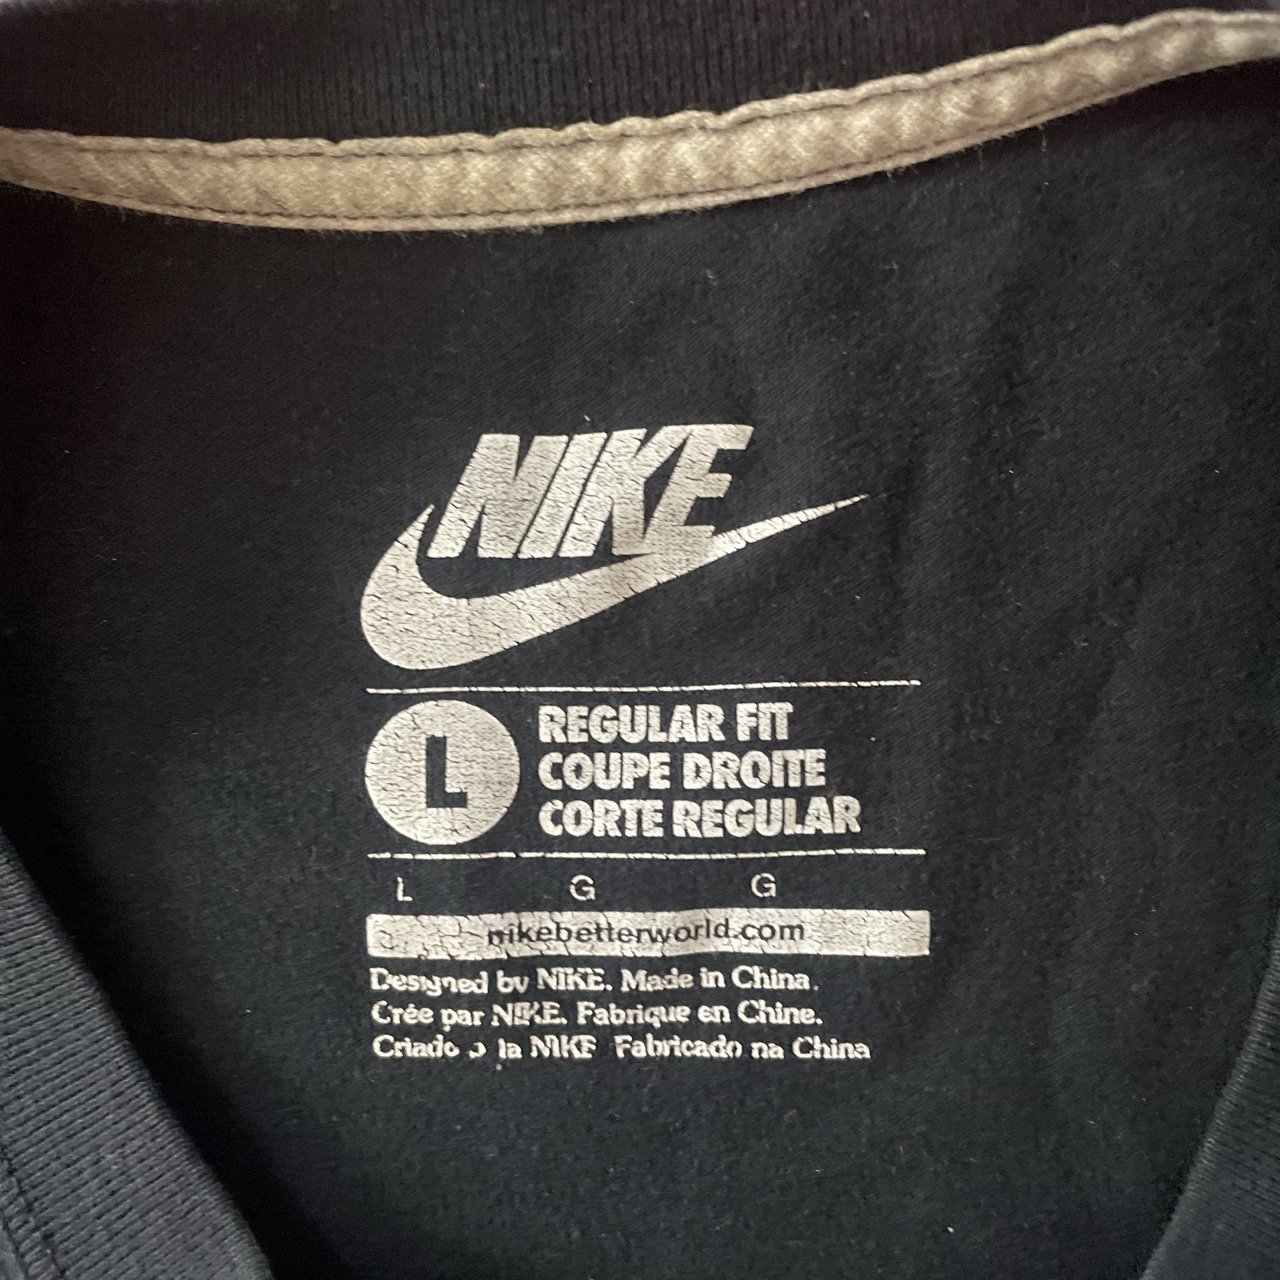 NIKE
L
REGULAR FIT
COUPE DROITE
CORTE REGULAR
L G G
nikebetterworld.com
Designed by NIKE. Made in China.
Crée par NIKE. Fabrique en Chine.
Criado la NIKE Fabricado na China